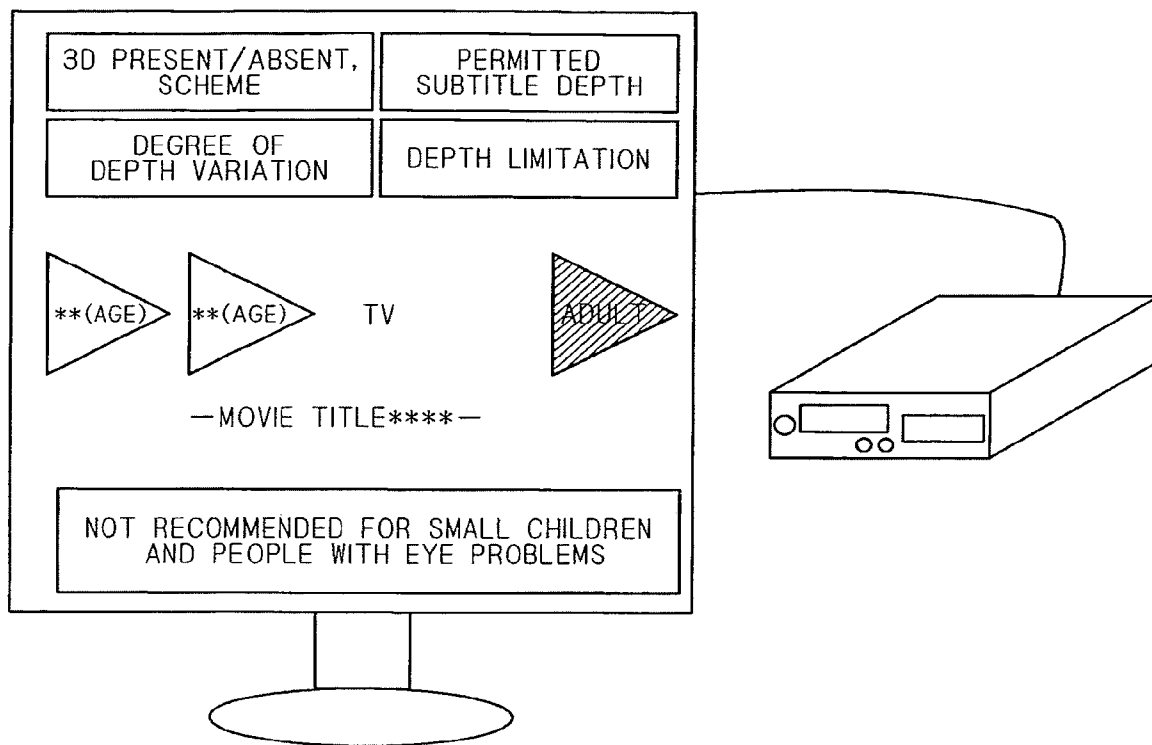 3D PRESENT/ABSENT,
SCHEME
PERMITTED
SUBTITLE DEPTH
DEGREE OF
DEPTH VARIATION
DEPTH LIMITATION
**(AGE)
**(AGE)
TV
ADULT
—MOVIE TITLE****—
NOT RECOMMENDED FOR SMALL CHILDREN
AND PEOPLE WITH EYE PROBLEMS